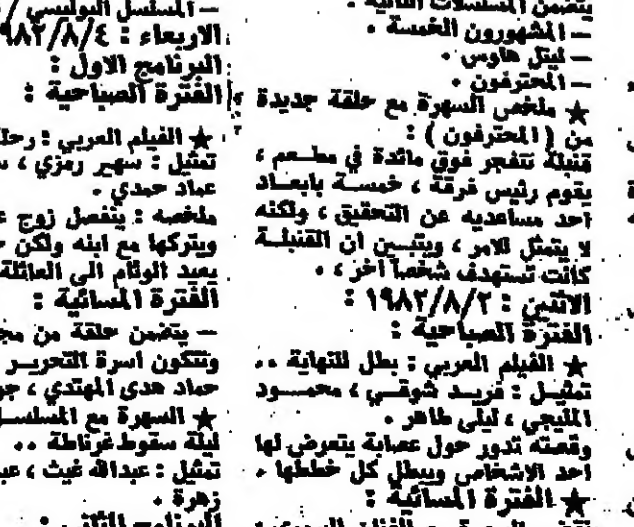 يتضمن المسلسلات التالية :
— المشهورون الخمسة .
— ليتل هاوس .
— المحترفون .
★ ملخص السهرة مع حلقة جديدة
من ( المحترفون ) :
قنبلة تنفجر فوق مائدة في مطعم ،
يقوم رئيس فرقة ، خمسة بابعاد
احد مساعديه عن التحقيق ، ولكنه
لا يتمثل للامر ، ويتبين ان القنبلة
كانت تستهدف شخصاً آخر ، .
الاثنين : ١٩٨٢/٨/٢ :
الفترة الصباحية :
★ الفيلم العربي : بطل للنهاية ..
تمثيل : فريد شوقي ، محمود
المليجي ، ليلى طاهر .
وقصته تدور حول عصابة يتعرض لها
احد الاشخاص ويبطل كل خططها .
★ الفترة المسائية :
— المسلسل البوليسي /
الاربعاء : ١٩٨٢/٨/٤
البرنامج الاول :
الفترة الصباحية :
★ الفيلم العربي :
تمثيل : سهير رمزي ،
عماد حمدي .
ملخصه : ينفصل زوج
ويتركها مع ابنه ولكن
يعيد الوئام الى العائلة
الفترة المسائية :
— يتضمن حلقة من
وتتكون اسرة التحرير
حماد هدى المهتدي ،
★ السهرة مع المسلسل
ليلة سقوط غرناطة ..
تمثيل : عبدالله غيث ،
زهرة .
البرنامج الثاني :